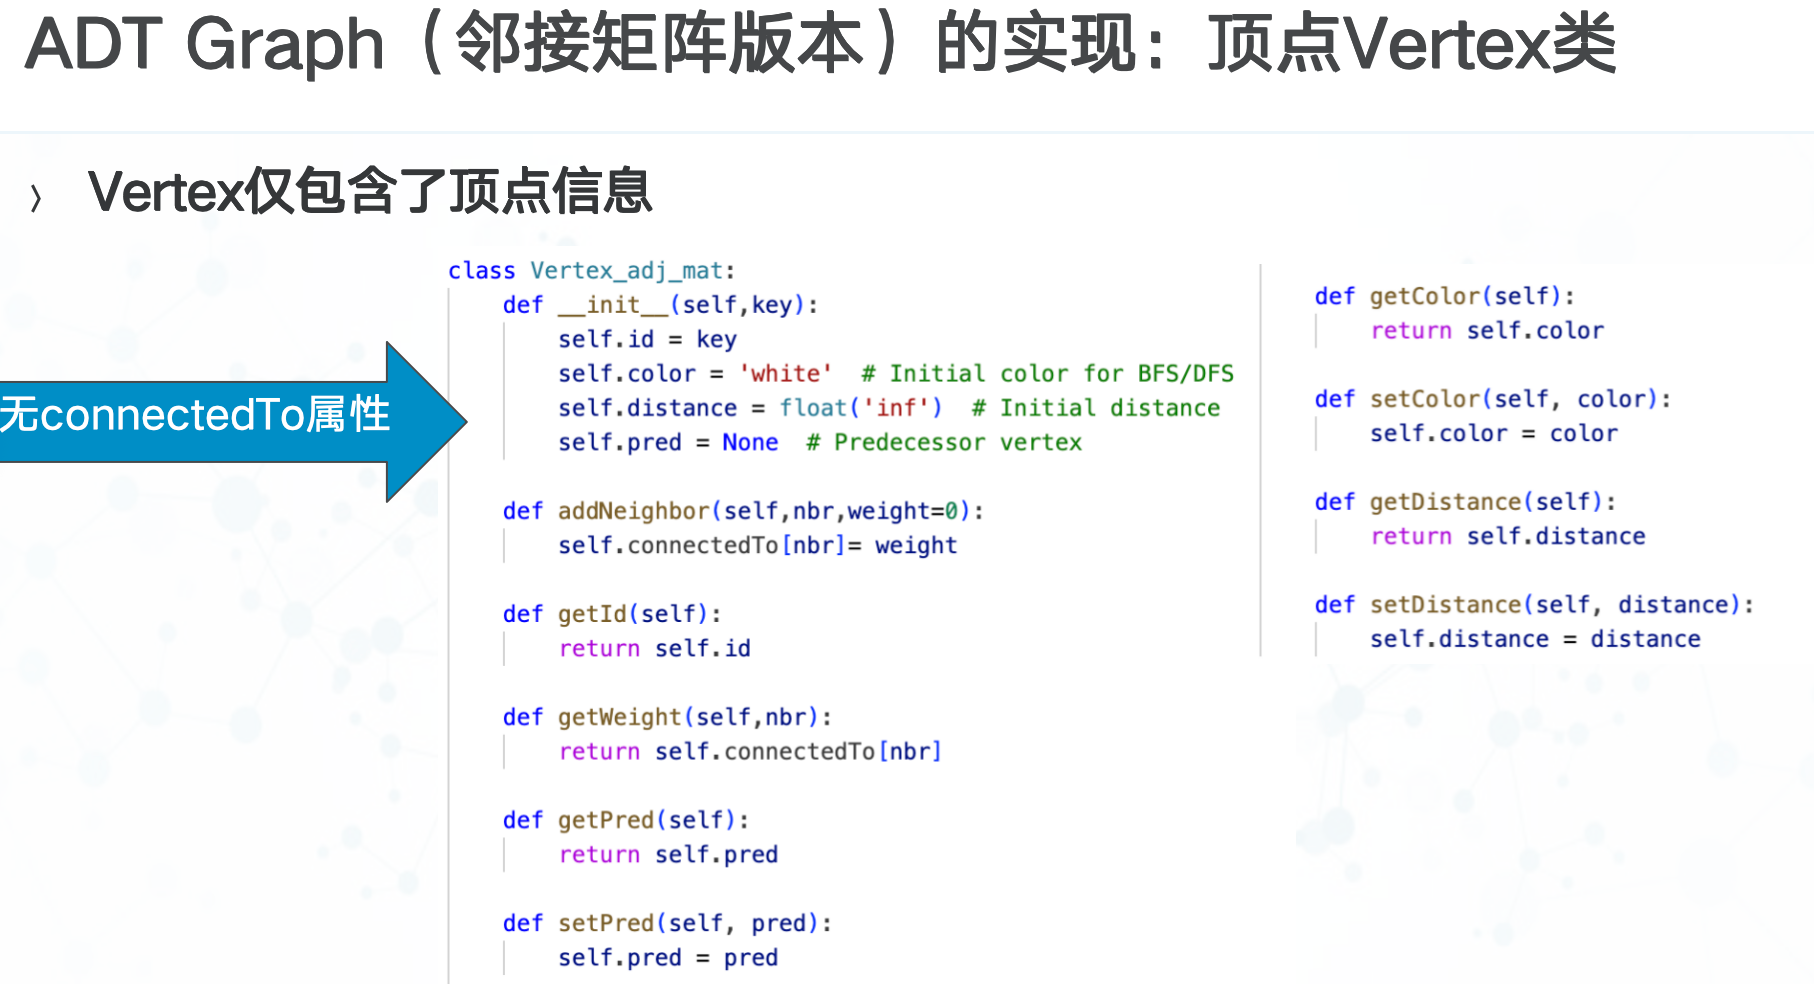 ADT Graph（邻接矩阵版本）的实现：顶点Vertex类
› Vertex仅包含了顶点信息
无connectedTo属性
class Vertex_adj_mat:
    def __init__(self,key):
        self.id = key
        self.color = 'white'  # Initial color for BFS/DFS
        self.distance = float('inf')  # Initial distance
        self.pred = None  # Predecessor vertex
    def addNeighbor(self,nbr,weight=0):
        self.connectedTo[nbr]= weight
    def getId(self):
        return self.id
    def getWeight(self,nbr):
        return self.connectedTo[nbr]
    def getPred(self):
        return self.pred
    def setPred(self, pred):
        self.pred = pred
    def getColor(self):
        return self.color
    def setColor(self, color):
        self.color = color
    def getDistance(self):
        return self.distance
    def setDistance(self, distance):
        self.distance = distance